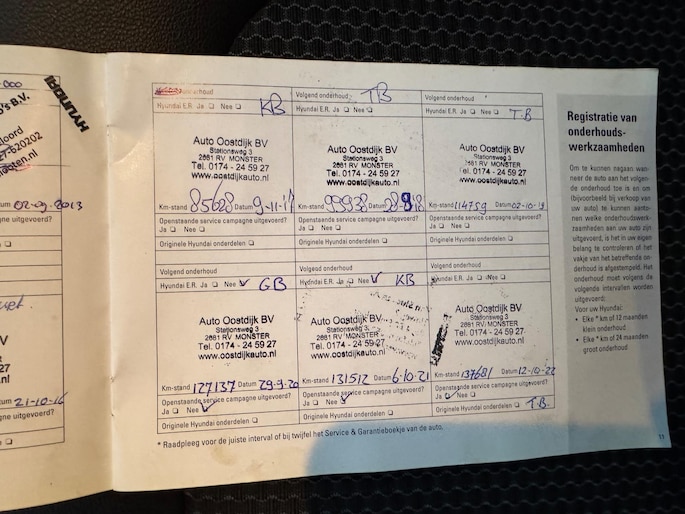 000
HYUNDAI
's B.V.
02-09-2013
ne uitgevoerd?
21-10-16
gne uitgevoerd?
onderhoud
Hyundai E.R. Ja ☐ Nee ☐
KB
Auto Oostdijk BV
Stationsweg 3
2681 RV MONSTER
Tel. 0174 - 24 59 27
www.oostdijkauto.nl
Km-stand 85628 Datum 9-11-17
Openstaande service campagne uitgevoerd?
Ja ☐ Nee ☐
Originele Hyundai onderdelen ☐
Volgend onderhoud
TB
Hyundai E.R. Ja ☐ Nee ☐
Auto Oostdijk BV
Stationsweg 3
2681 RV MONSTER
Tel. 0174 - 24 59 27
www.oostdijkauto.nl
Km-stand 99938 Datum 28-9-18
Openstaande service campagne uitgevoerd?
Ja ☐ Nee ☐
Originele Hyundai onderdelen ☐
Volgend onderhoud
Hyundai E.R. Ja ☐ Nee ☐
T.B
Auto Oostdijk BV
Stationsweg 3
2681 RV MONSTER
Tel. 0174 - 24 59 27
www.oostdijkauto.nl
Km-stand 114759 Datum 02-10-19
Openstaande service campagne uitgevoerd?
Ja ☐ Nee ☐
Originele Hyundai onderdelen ☐
Volgend onderhoud
Hyundai E.R. Ja ☐ Nee
GB
Auto Oostdijk BV
Stationsweg 3
2681 RV MONSTER
Tel. 0174 - 24 59 27
www.oostdijkauto.nl
Km-stand 127137 Datum 29-9-20
Openstaande service campagne uitgevoerd?
Ja ☐ Nee
Originele Hyundai onderdelen ☐
Volgend onderhoud
Hyundai E.R. Ja ☐ Nee
KB
Auto Oostdijk BV
Stationsweg 3
2681 RV MONSTER
Tel. 0174 - 24 59 27
www.oostdijkauto.nl
Km-stand 131512 Datum 6-10-21
Openstaande service campagne uitgevoerd?
Ja ☐ Nee
Originele Hyundai onderdelen ☐
Volgend onderhoud
Hyundai E.R. Ja ☐ Nee ☐
Auto Oostdijk BV
Stationsweg 3
2681 RV MONSTER
Tel. 0174 - 24 59 27
www.oostdijkauto.nl
Km-stand 137681 Datum 12-10-22
Openstaande service campagne uitgevoerd?
Ja Nee ☐
Originele Hyundai onderdelen ☐
T.B.
* Raadpleeg voor de juiste interval of bij twijfel het Service & Garantieboekje van de auto.
Registratie van
onderhouds-
werkzaamheden
Om te kunnen nagaan wan-
neer de auto aan het volgen-
de onderhoud toe is en om
(bijvoorbeeld bij verkoop van
uw auto) te kunnen aanto-
nen welke onderhoudswerk-
zaamheden aan uw auto zijn
uitgevoerd, is het in uw eigen
belang te controleren, of het
vakje van het betreffende on-
derhoud is afgestempeld. Het
onderhoud moet volgens de
volgende intervallen worden
uitgevoerd:
Voor uw Hyundai:
• Elke * km of 12 maanden
klein onderhoud
• Elke * km of 24 maanden
groot onderhoud
11